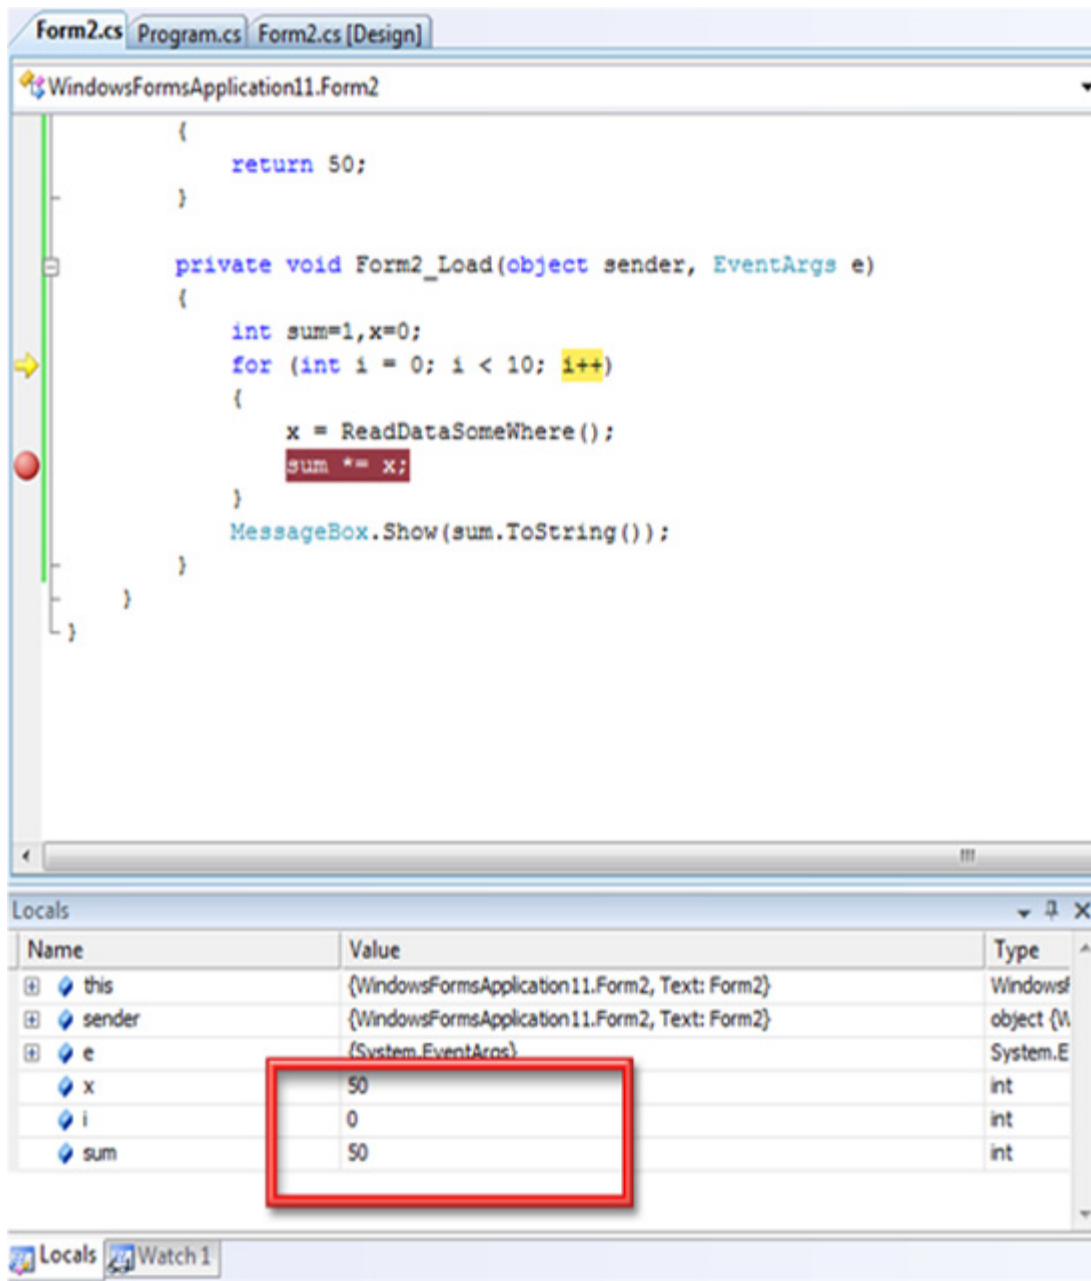 Form2.cs Program.cs Form2.cs [Design]
WindowsFormsApplication11.Form2
{
return 50;
}
private void Form2_Load(object sender, EventArgs e)
{
int sum=1,x=0;
for (int i = 0; i < 10; i++)
{
x = ReadDataSomeWhere();
sum *= x;
}
MessageBox.Show(sum.ToString());
}
}
}
Locals
Name Value Type
this {WindowsFormsApplication11.Form2, Text: Form2} Windowsf
sender {WindowsFormsApplication11.Form2, Text: Form2} object {W
e {System.EventArgs} System.E
x 50 int
i 0 int
sum 50 int
Locals Watch 1